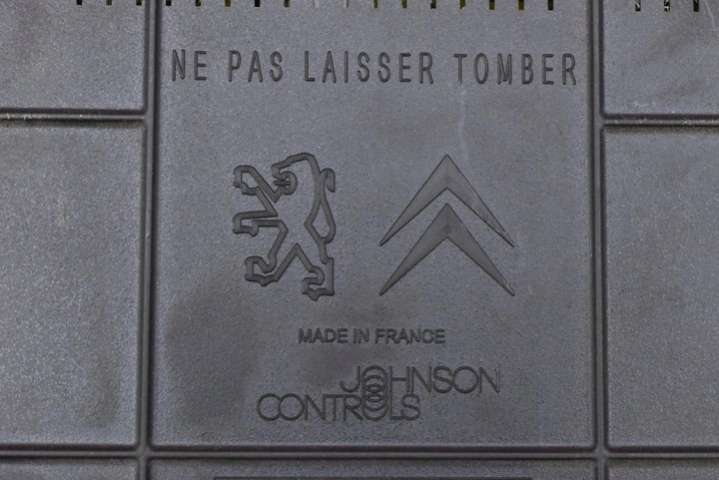 NE PAS LAISSER TOMBER
MADE IN FRANCE
JOHNSON
CONTROLS